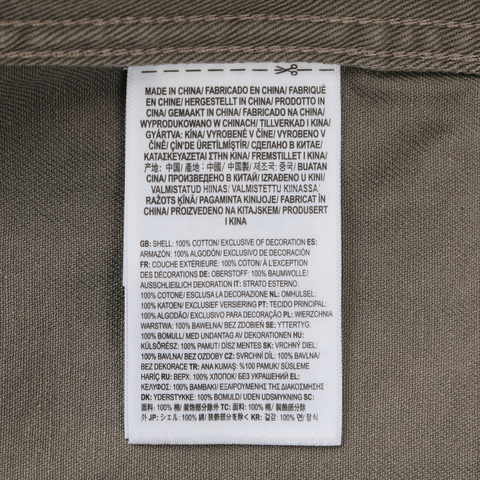 MADE IN CHINA/ FABRICADO EN CHINA/ FABRIQUÉ
EN CHINE/ HERGESTELLT IN CHINA/ PRODOTTO IN
CINA/ GEMAAKT IN CHINA/ FABRICADO NA CHINA/
WYPRODUKOWANO W CHINACH/ TILLVERKAD I KINA/
GYÁRTVA: KÍNA/ VYROBENÉ V ČÍNE/ VYROBENO V
ČÍNĚ/ ÇİN'DE ÜRETİLMİŞTİR/ СДЕЛАНО В КИТАЕ/
ΚΑΤΑΣΚΕΥΑΖΕΤΑΙ ΣΤΗΝ ΚΙΝΑ/ FREMSTILLET I KINA/
产地：中国/ 產地：中國/ 中国製/ 제조국: 중국/ BUATAN
CINA/ ПРОИЗВЕДЕНО В КИТАЙ/ IZRAĐENO U KINI/
VALMISTATUD HIINAS/ VALMISTETTU KIINASSA/
RAŽOTS ĶĪNĀ/ PAGAMINTA KINIJOJE/ FABRICAT ÎN
CHINA/ PROIZVEDENO NA KITAJSKEM/ PRODUSERT
I KINA
GB: SHELL: 100% COTTON/ EXCLUSIVE OF DECORATION ES:
ARMAZÓN: 100% ALGODÓN/ EXCLUSIVO DE DECORACIÓN
FR: COUCHE EXTÉRIEURE: 100% COTON/ À L'EXCEPTION
DES DÉCORATIONS DE: OBERSTOFF: 100% BAUMWOLLE/
AUSSCHLIEßLICH DEKORATION IT: STRATO ESTERNO:
100% COTONE/ ESCLUSA LA DECORAZIONE NL: OMHULSEL:
100% KATOEN/ EXCLUSIEF VERSIERING PT: TECIDO PRINCIPAL:
100% ALGODÃO/ EXCLUSIVO PARA DECORAÇÃO PL: WIERZCHNIA
WARSTWA: 100% BAWEŁNA/ BEZ ZDOBIEŃ SE: YTTERTYG:
100% BOMULL/ MED UNDANTAG AV DEKORATIONER HU:
KÜLSŐRÉSZ: 100% PAMUT/ DÍSZ MENTES SK: VRCHNÝ DIEL:
100% BAVLNA/ BEZ OZDOBY CZ: SVRCHNÍ DÍL: 100% BAVLNA/
BEZ DEKORACE TR: ANA KUMAŞ: %100 PAMUK/ SÜSLEME
HARİÇ RU: ВЕРХ: 100% ХЛОПОК/ БЕЗ УКРАШЕНИЙ EL:
ΚΕΛΥΦΟΣ: 100% ΒΑΜΒΑΚΙ/ ΕΞΑΙΡΟΥΜΕΝΗΣ ΤΗΣ ΔΙΑΚΟΣΜΗΣΗΣ
DK: YDERSTYKKE: 100% BOMULD/ UDEN UDSMYKNING SC:
面料: 100% 棉/ 装饰部分除外 TC: 面料: 100% 棉/ 裝飾部分除
外 JP: シェル: 100% 綿/ 装飾部分を除く KR: 겉감: 100% 면/ 장식